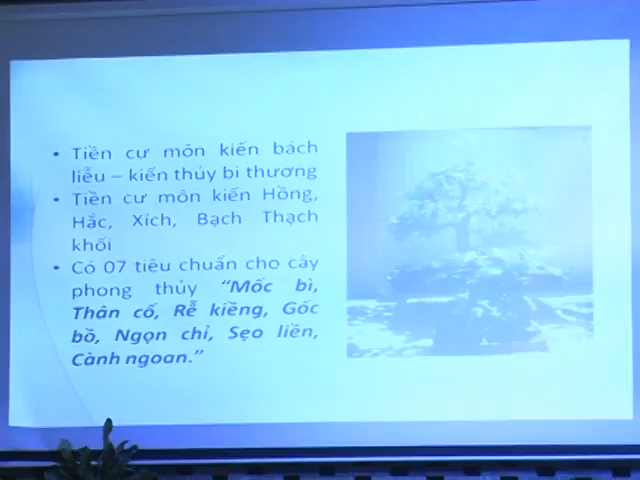 • Tiền cư môn kiến bách
liễu – kiến thủy bi thương
• Tiền cư môn kiến Hồng,
Hắc, Xích, Bạch Thạch
khối
• Có 07 tiêu chuẩn cho cây
phong thủy “Mốc bì,
Thân cổ, Rễ kiềng, Gốc
bồ, Ngọn chỉ, Sẹo liền,
Cành ngoan.”